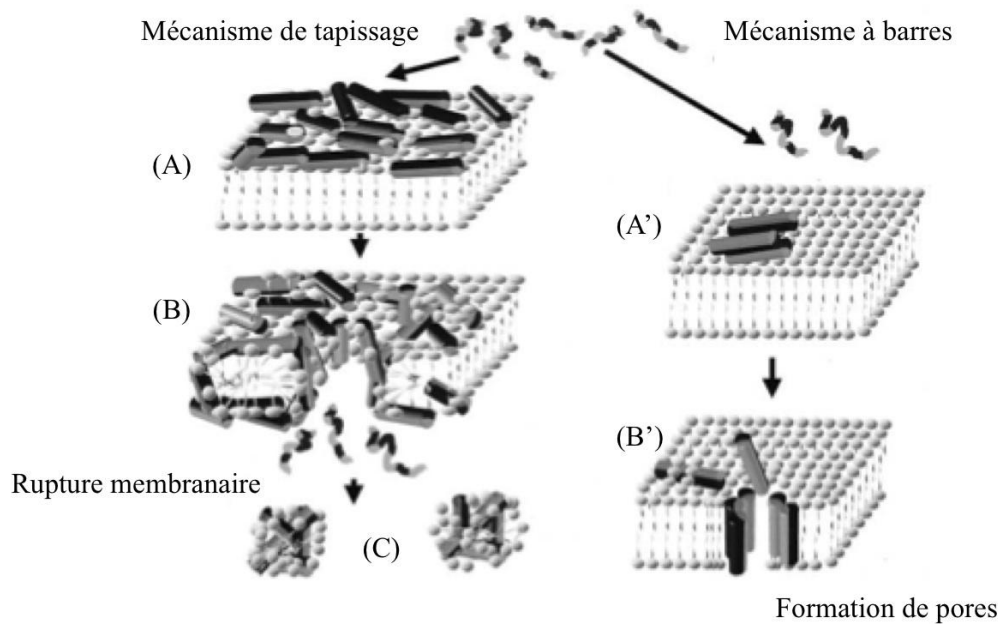 Mécanisme de tapissage
Mécanisme à barres
(A)
(A’)
(B)
(B’)
Rupture membranaire
(C)
Formation de pores